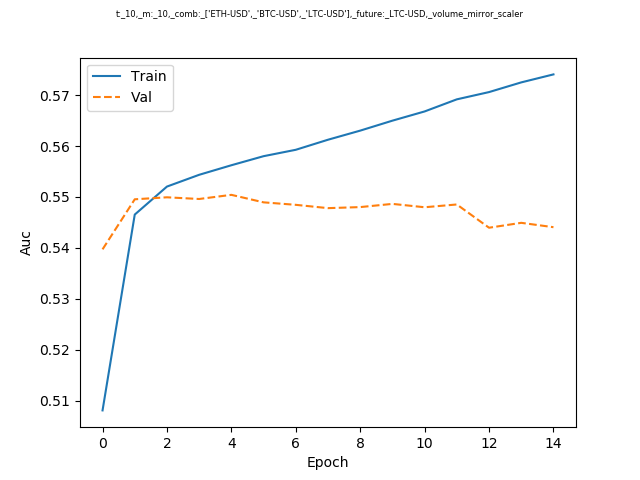 t:_10,_m:_10,_comb:_['ETH-USD',_'BTC-USD',_'LTC-USD'],_future:_LTC-USD,_volume_mirror_scaler
Train
Val
0.57
0.56
0.55
0.54
0.53
0.52
0.51
Auc
0 2 4 6 8 10 12 14
Epoch